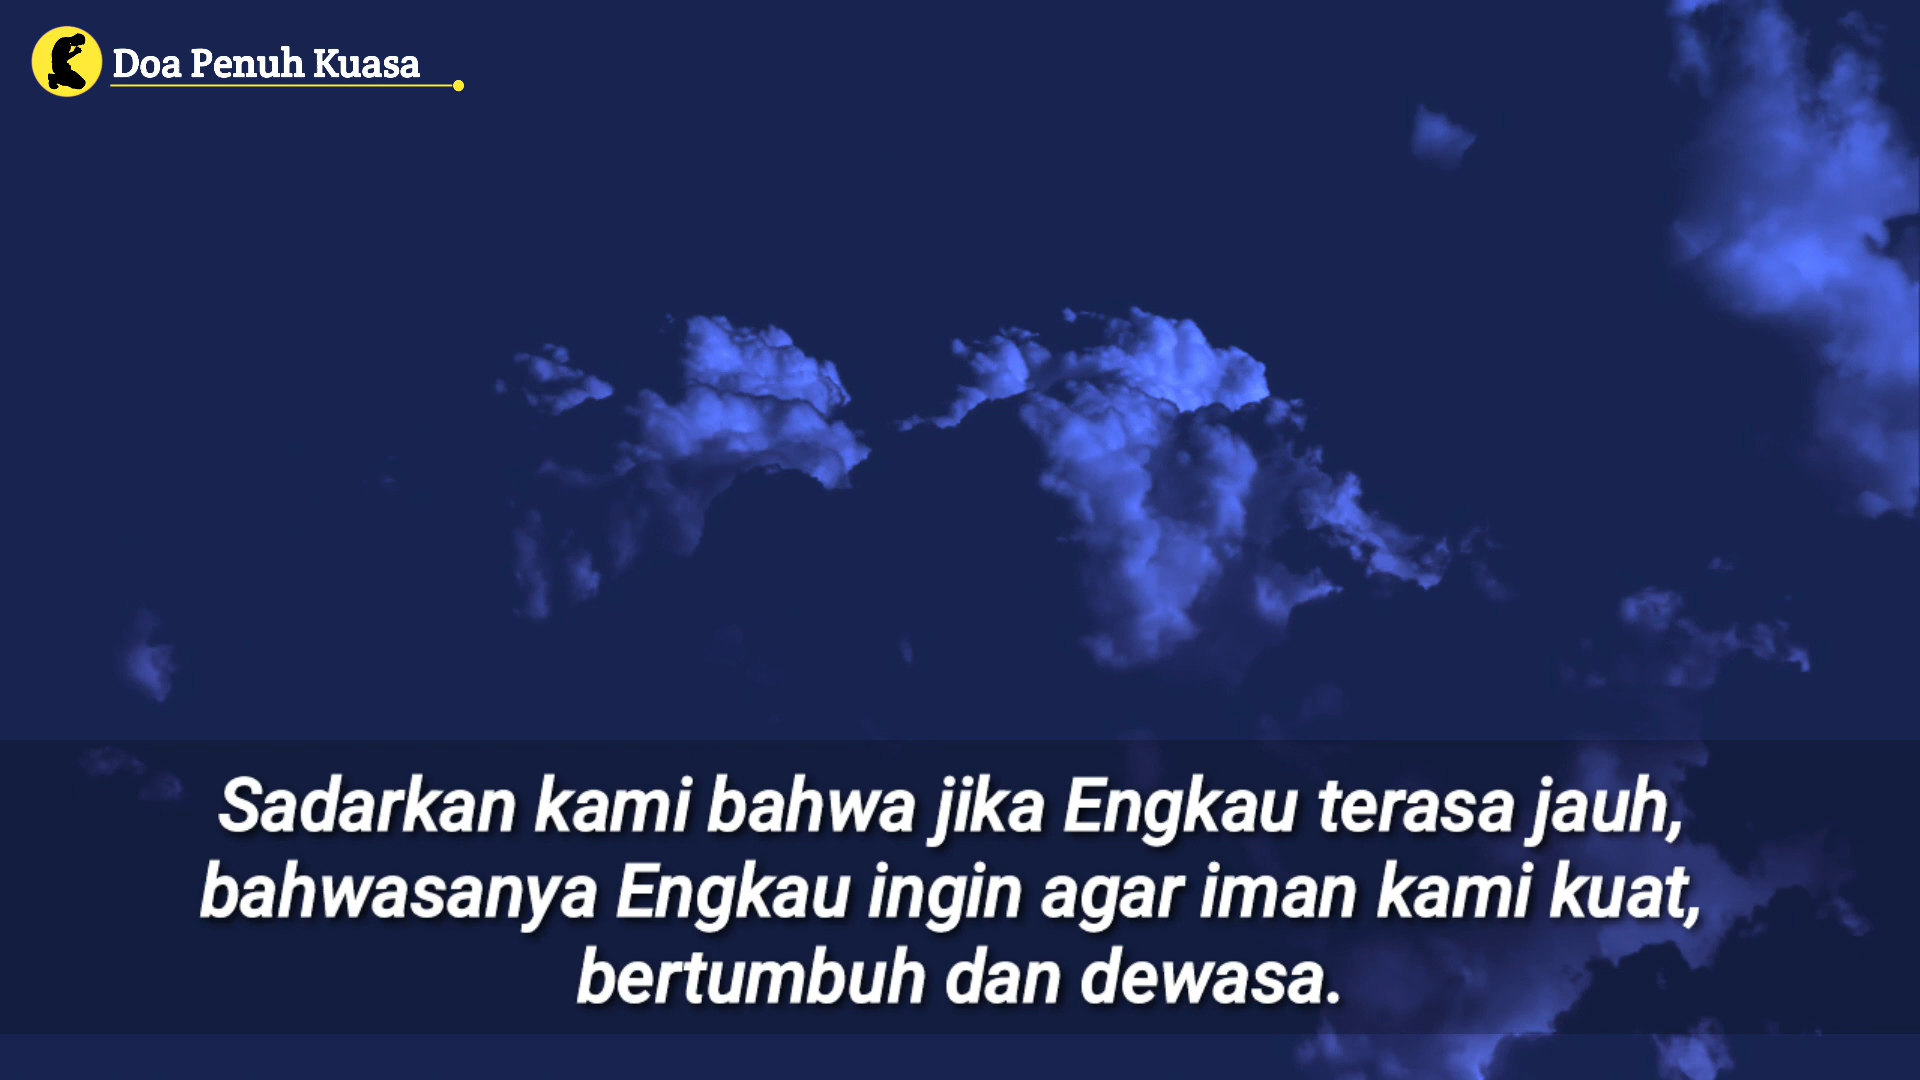 Doa Penuh Kuasa
Sadarkan kami bahwa jika Engkau terasa jauh,
bahwasanya Engkau ingin agar iman kami kuat,
bertumbuh dan dewasa.